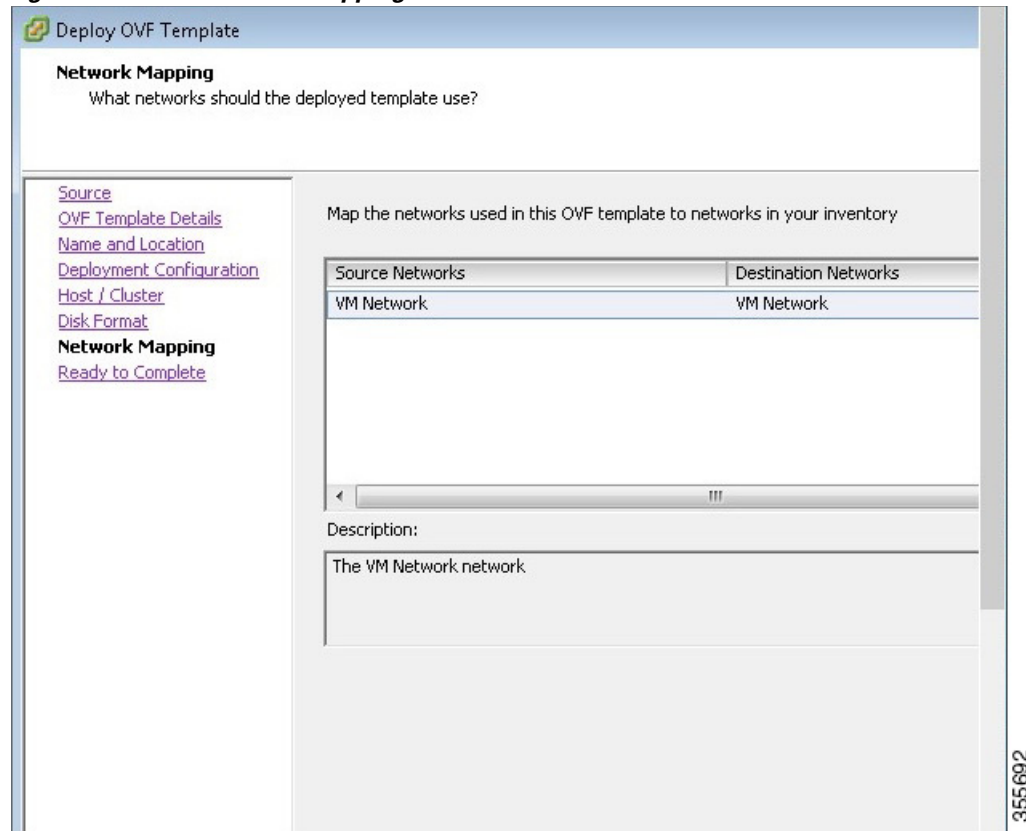 Deploy OVF Template
Network Mapping
What networks should the deployed template use?
Source
OVF Template Details
Name and Location
Deployment Configuration
Host / Cluster
Disk Format
Network Mapping
Ready to Complete
Map the networks used in this OVF template to networks in your inventory
Source Networks Destination Networks
VM Network VM Network
Description:
The VM Network network
355692